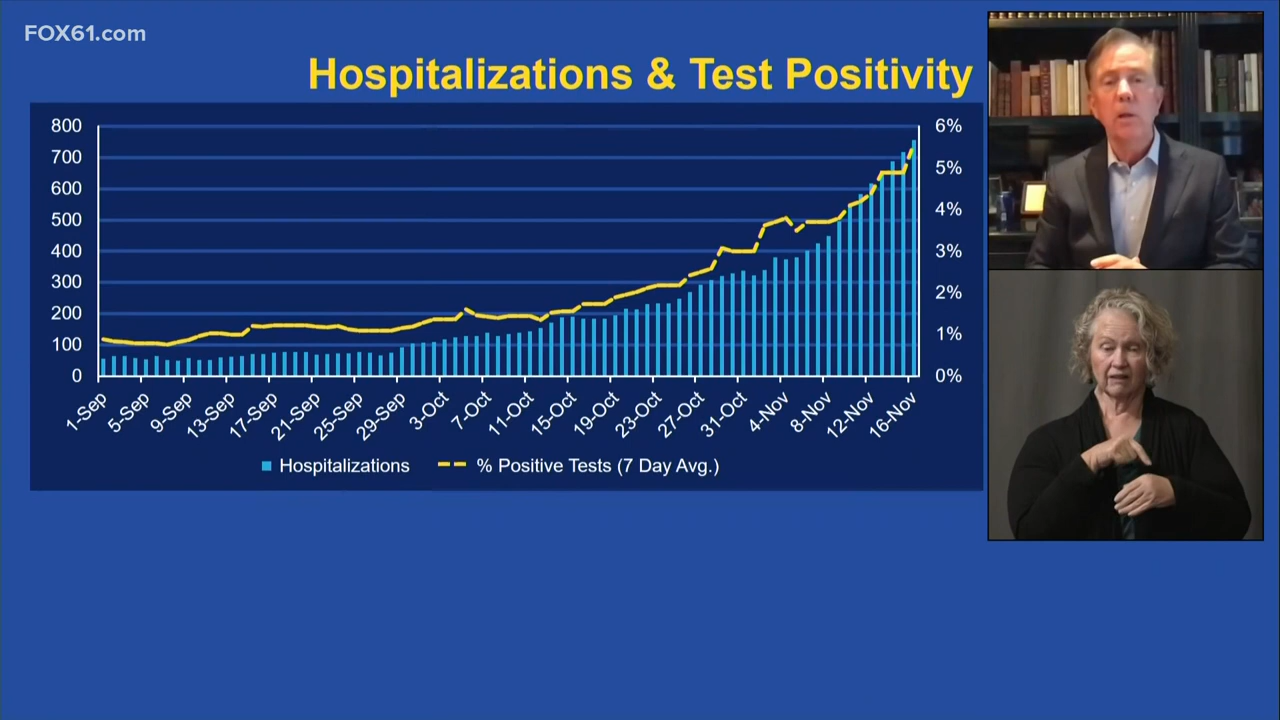 FOX61.com
Hospitalizations & Test Positivity
800
700
600
500
400
300
200
100
0
6%
5%
4%
3%
2%
1%
0%
1-Sep
5-Sep
9-Sep
13-Sep
17-Sep
21-Sep
25-Sep
29-Sep
3-Oct
7-Oct
11-Oct
15-Oct
19-Oct
23-Oct
27-Oct
31-Oct
4-Nov
8-Nov
12-Nov
16-Nov
Hospitalizations
% Positive Tests (7 Day Avg.)